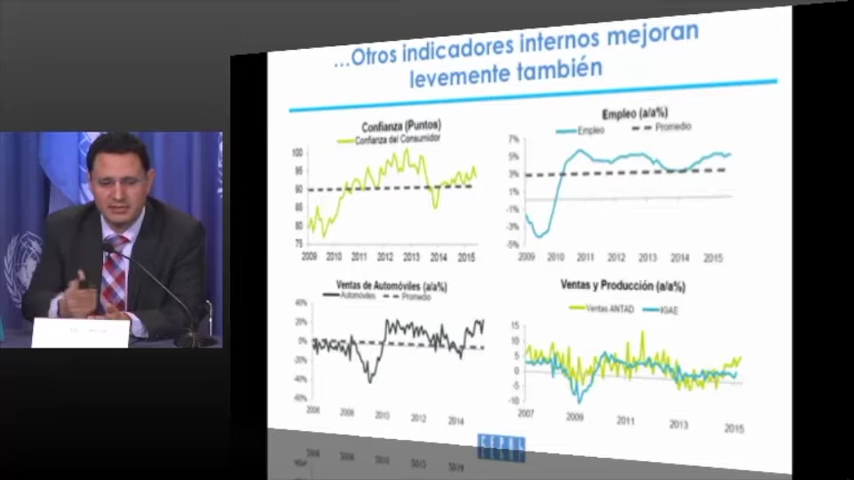 ...Otros indicadores internos mejoran
levemente también
Confianza (Puntos)
Confianza del Consumidor
100
95
90
85
80
75
2009 2010 2011 2012 2013 2014 2015
Empleo (a/a%)
Empleo Promedio
7%
5%
3%
1%
-1%
-3%
-5%
2009 2010 2011 2012 2013 2014 2015
Ventas de Automóviles (a/a%)
Automóviles Promedio
40%
20%
0%
-20%
-40%
60%
2006 2008 2010 2012 2014
Ventas y Producción (a/a%)
Ventas ANTAD IGAE
15
10
5
0
-5
-10
2007 2009 2011 2013 2015
CEPAL